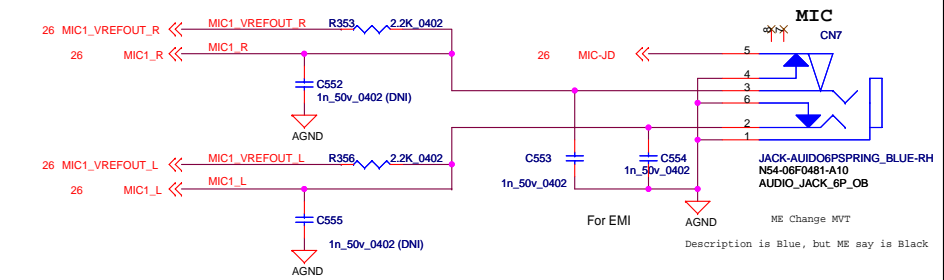 MIC
CN7
26 MIC1_VREFOUT_R
MIC1_VREFOUT_R
R353
2.2K_0402
26 MIC1_R
MIC1_R
26 MIC-JD
8
7
5
4
3
6
2
1
C552
1n_50v_0402 (DNI)
AGND
26 MIC1_VREFOUT_L
MIC1_VREFOUT_L
R356
2.2K_0402
26 MIC1_L
MIC1_L
C553
1n_50v_0402
C554
1n_50v_0402
JACK-AUIDO6PSPRING_BLUE-RH
N54-06F0481-A10
AUDIO_JACK_6P_OB
C555
1n_50v_0402 (DNI)
AGND
For EMI
AGND
ME Change MVT
Description is Blue, but ME say is Black